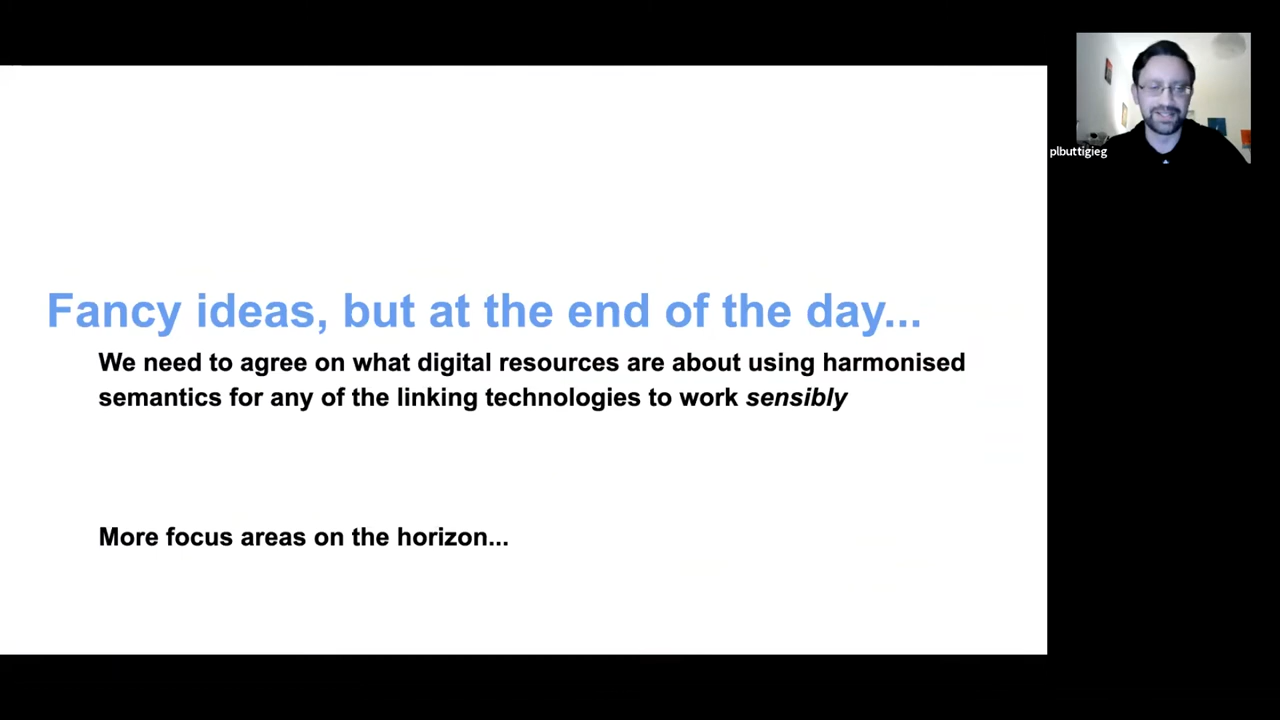 Fancy ideas, but at the end of the day...
We need to agree on what digital resources are about using harmonised
semantics for any of the linking technologies to work sensibly
More focus areas on the horizon...
plbuttigieg